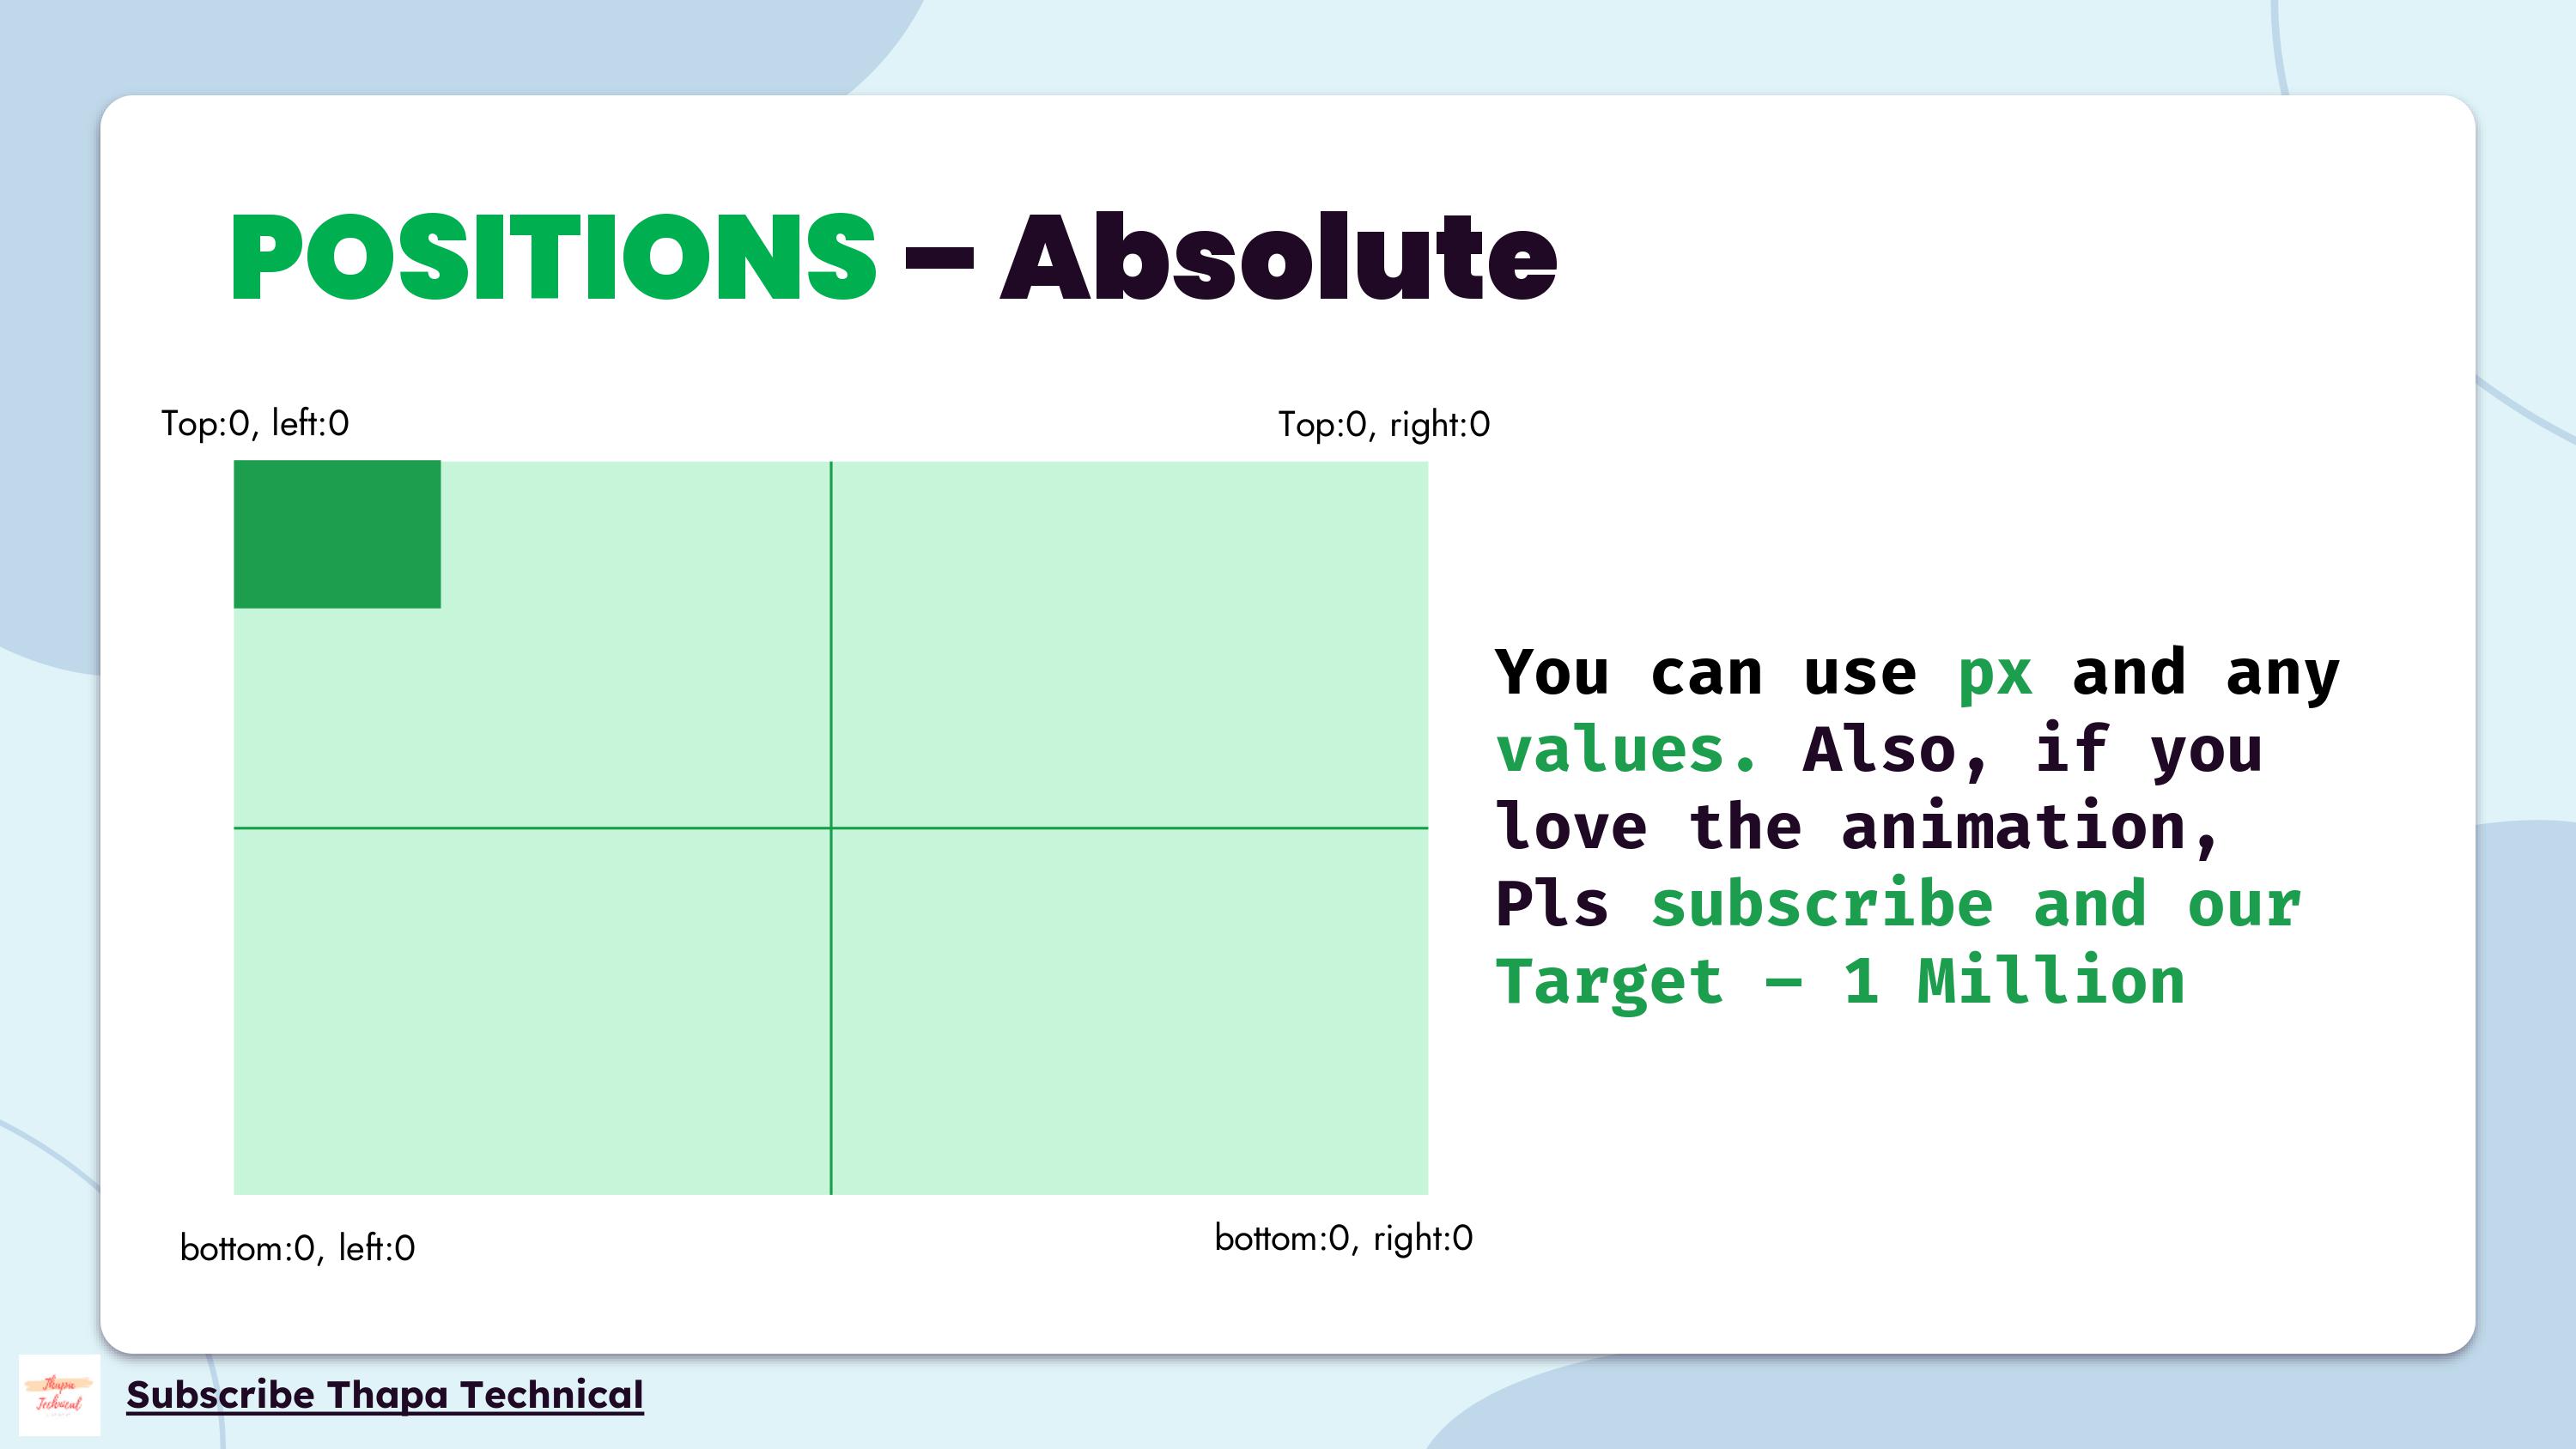 POSITIONS – Absolute
Top:0, left:0
Top:0, right:0
You can use px and any
values. Also, if you
love the animation,
Pls subscribe and our
Target – 1 Million
bottom:0, left:0
bottom:0, right:0
Thapa
Technical
Subscribe Thapa Technical